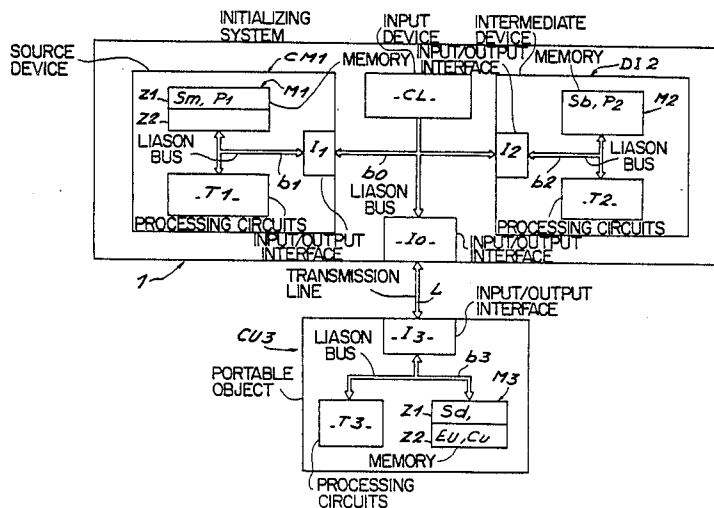 INITIALIZING SYSTEM
INPUT DEVICE
INTERMEDIATE DEVICE
SOURCE DEVICE
CM1
MEMORY
INPUT/OUTPUT INTERFACE
MEMORY
DI2
Z1
Sm, P1
M1
Z2
-CL-
Sb, P2
M2
LIASON BUS
I1
b1
b0
LIASON BUS
I2
b2
LIASON BUS
-T1-
-T2-
PROCESSING CIRCUITS
PROCESSING CIRCUITS
INPUT/OUTPUT INTERFACE
-Io-
INPUT/OUTPUT INTERFACE
1
TRANSMISSION LINE
L
INPUT/OUTPUT INTERFACE
CU3
-I3-
LIASON BUS
b3
PORTABLE OBJECT
M3
-T3-
Z1
Sd,
Z2
EU, Cu
MEMORY
PROCESSING CIRCUITS